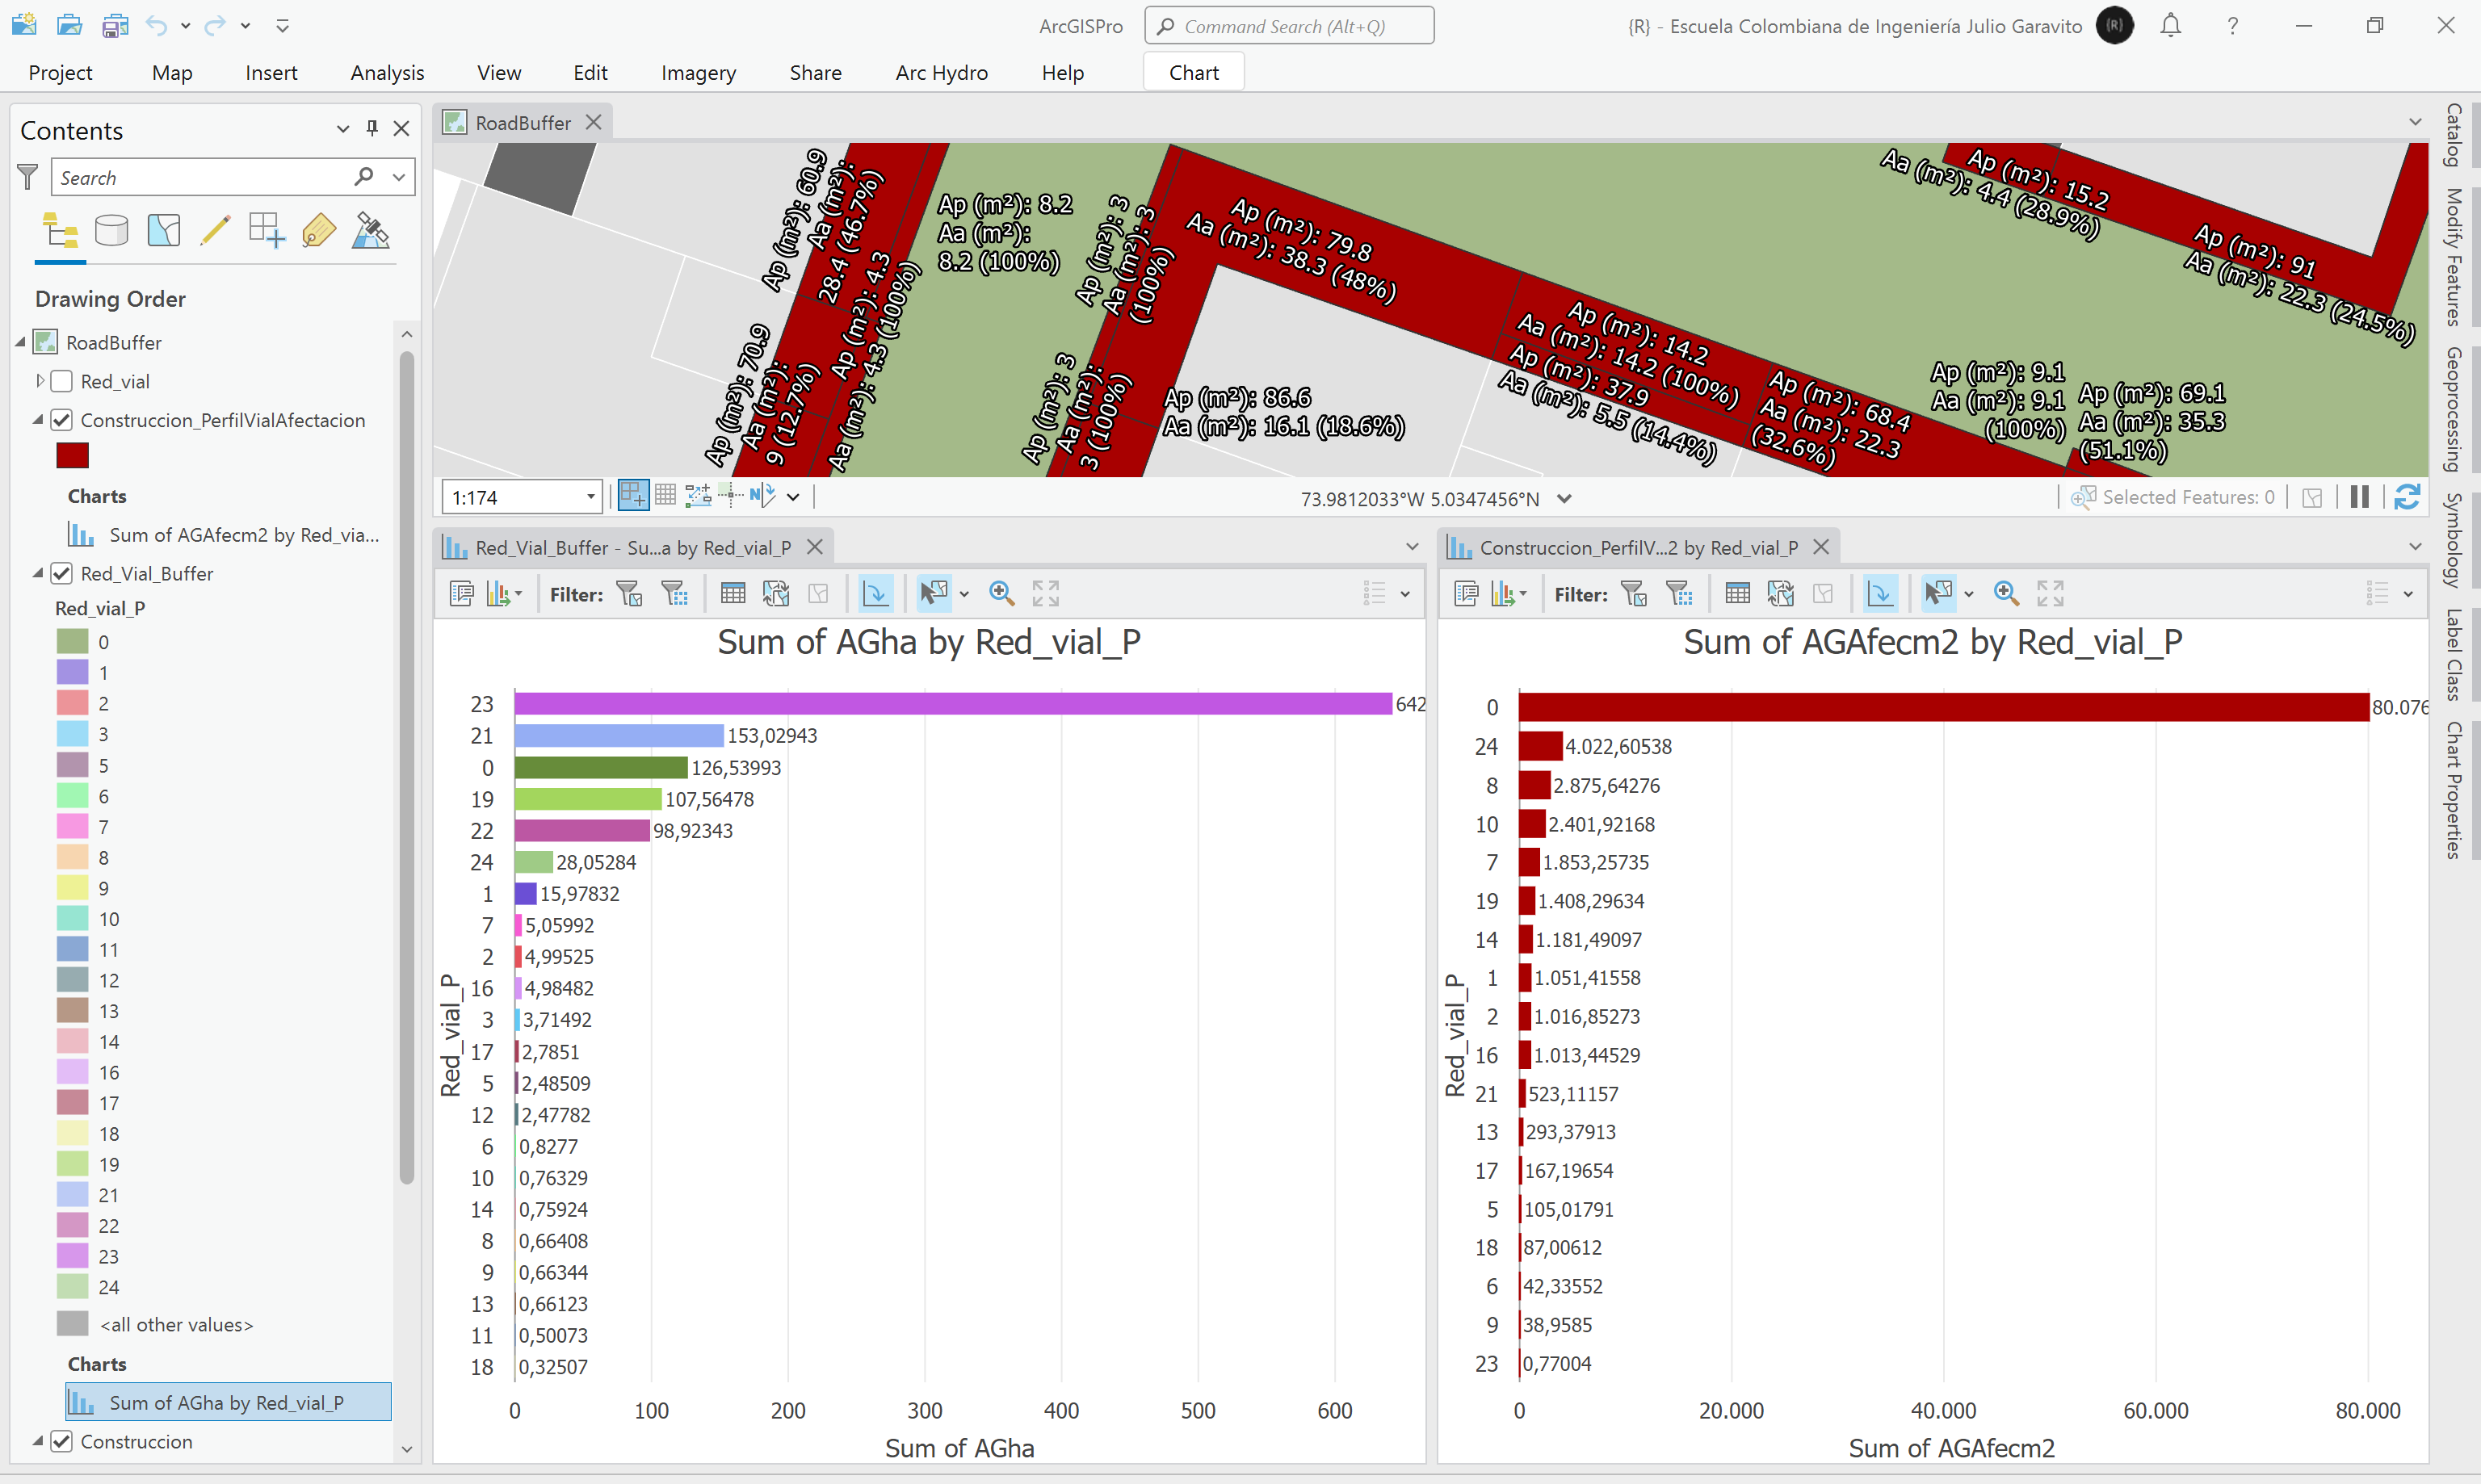 ArcGISPro
Command Search (Alt+Q)
{R} - Escuela Colombiana de Ingeniería Julio Garavito
{R}
?
Project Map Insert Analysis View Edit Imagery Share Arc Hydro Help Chart
Contents
Search
Drawing Order
RoadBuffer
Red_vial
Construccion_PerfilVialAfectacion
Charts
Sum of AGAfecm2 by Red_via...
Red_Vial_Buffer
Red_vial_P
0
1
2
3
5
6
7
8
9
10
11
12
13
14
16
17
18
19
21
22
23
24
<all other values>
Charts
Sum of AGha by Red_vial_P
Construccion
RoadBuffer
Ap (m²): 60.9
Aa (m²):
28.4 (46.7%)
Ap (m²): 70.9
Aa (m²):
9 (12.7%)
Ap (m²): 4.3
Aa (m²): 4.3 (100%)
Ap (m²): 8.2
Aa (m²):
8.2 (100%)
Ap (m²): 3
Aa (m²): 3
(100%)
Ap (m²): 3
Aa (m²):
3 (100%)
Ap (m²): 79.8
Aa (m²): 38.3 (48%)
Ap (m²): 86.6
Aa (m²): 16.1 (18.6%)
Ap (m²): 14.2
Aa (m²): 14.2 (100%)
Ap (m²): 37.9
Aa (m²): 5.5 (14.4%)
Ap (m²): 68.4
Aa (m²): 22.3
(32.6%)
Ap (m²): 9.1
Aa (m²): 9.1
(100%)
Ap (m²): 69.1
Aa (m²): 35.3
(51.1%)
Ap (m²): 15.2
Aa (m²): 4.4 (28.9%)
Ap (m²): 91
Aa (m²): 22.3 (24.5%)
1:174
N
73.9812033°W 5.0347456°N
Selected Features: 0
Red_Vial_Buffer - Su...a by Red_vial_P
Filter:
Sum of AGha by Red_vial_P
Red_vial_P
23 642
21 153,02943
0 126,53993
19 107,56478
22 98,92343
24 28,05284
1 15,97832
7 5,05992
2 4,99525
16 4,98482
3 3,71492
17 2,7851
5 2,48509
12 2,47782
6 0,8277
10 0,76329
14 0,75924
8 0,66408
9 0,66344
13 0,66123
11 0,50073
18 0,32507
0 100 200 300 400 500 600
Sum of AGha
Construccion_PerfilV...2 by Red_vial_P
Filter:
Sum of AGAfecm2 by Red_vial_P
Red_vial_P
0 80.076
24 4.022,60538
8 2.875,64276
10 2.401,92168
7 1.853,25735
19 1.408,29634
14 1.181,49097
1 1.051,41558
2 1.016,85273
16 1.013,44529
21 523,11157
13 293,37913
17 167,19654
5 105,01791
18 87,00612
6 42,33552
9 38,9585
23 0,77004
0 20.000 40.000 60.000 80.000
Sum of AGAfecm2
Catalog
Modify Features
Geoprocessing
Symbology
Label Class
Chart Properties